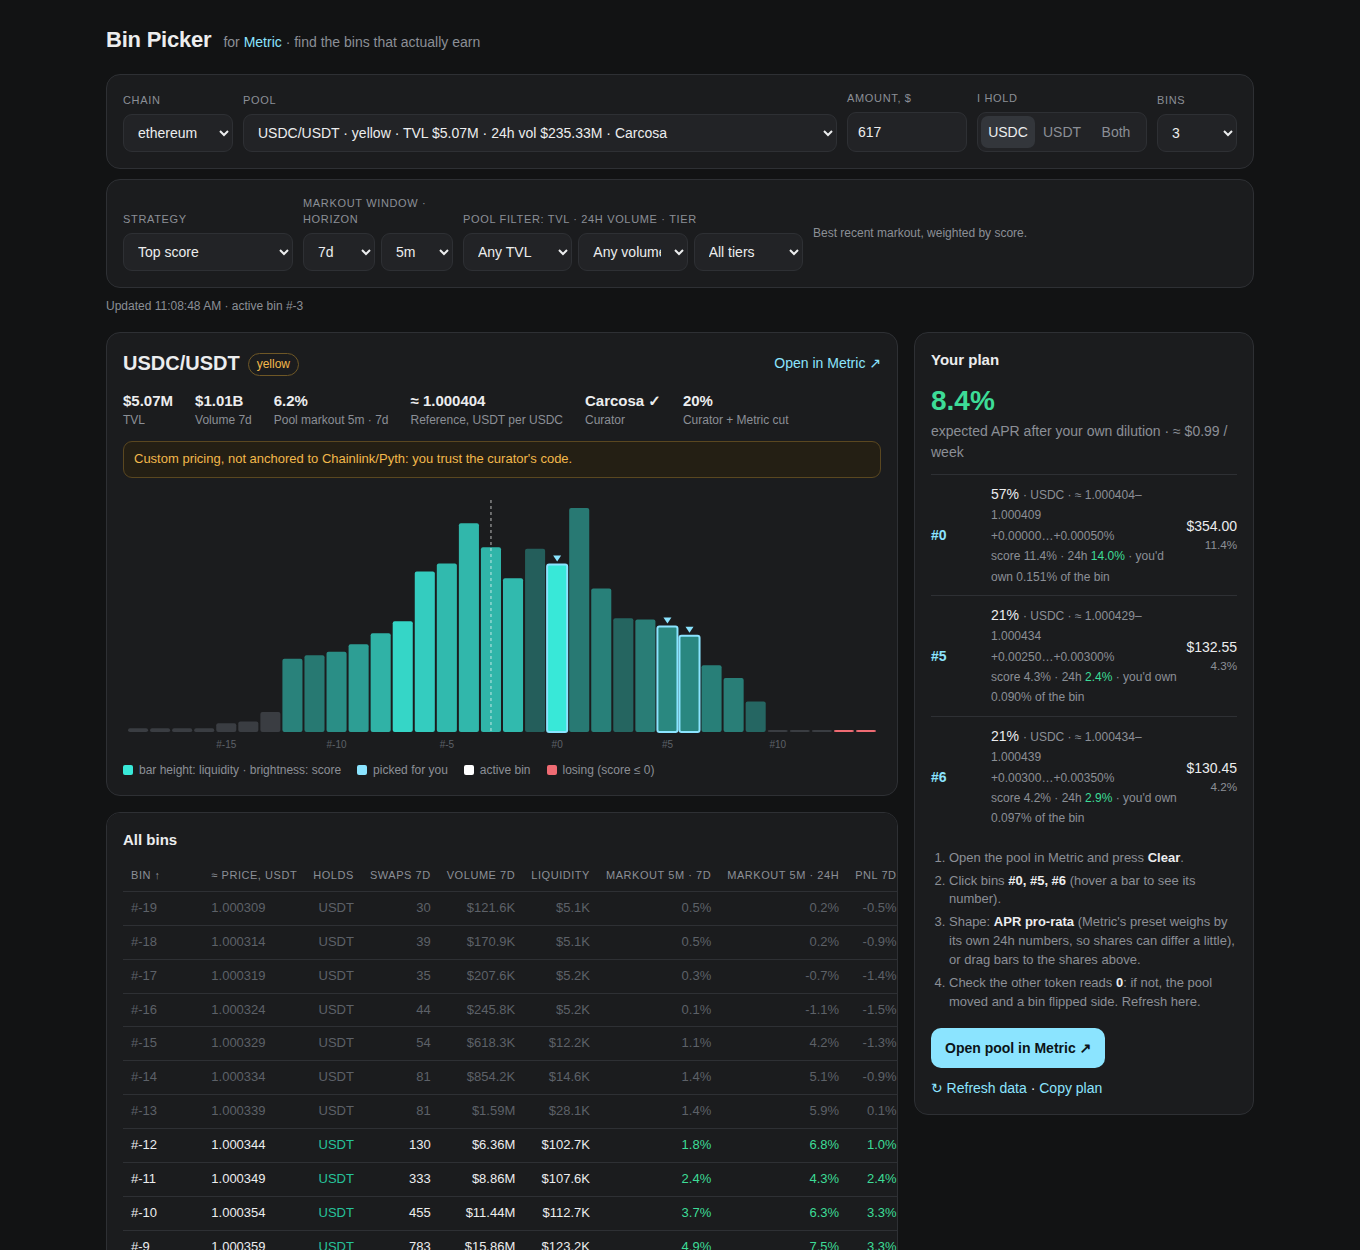 Bin Picker for Metric · find the bins that actually earn
CHAIN
POOL
AMOUNT, $
I HOLD
BINS
ethereum
USDC/USDT · yellow · TVL $5.07M · 24h vol $235.33M · Carcosa
617
USDC USDT Both
3
STRATEGY
MARKOUT WINDOW ·
HORIZON
POOL FILTER: TVL · 24H VOLUME · TIER
Top score
7d
5m
Any TVL
Any volume
All tiers
Best recent markout, weighted by score.
Updated 11:08:48 AM · active bin #-3
USDC/USDT yellow
Open in Metric ↗
$5.07M $1.01B 6.2% ≈ 1.000404 Carcosa ✓ 20%
TVL Volume 7d Pool markout 5m · 7d Reference, USDT per USDC Curator Curator + Metric cut
Custom pricing, not anchored to Chainlink/Pyth: you trust the curator's code.
#-15 #-10 #-5 #0 #5 #10
bar height: liquidity · brightness: score picked for you active bin losing (score ≤ 0)
All bins
BIN ↑ ≈ PRICE, USDT HOLDS SWAPS 7D VOLUME 7D LIQUIDITY MARKOUT 5M · 7D MARKOUT 5M · 24H PNL 7D
#-19 1.000309 USDT 30 $121.6K $5.1K 0.5% 0.2% -0.5%
#-18 1.000314 USDT 39 $170.9K $5.1K 0.5% 0.2% -0.9%
#-17 1.000319 USDT 35 $207.6K $5.2K 0.3% -0.7% -1.4%
#-16 1.000324 USDT 44 $245.8K $5.2K 0.1% -1.1% -1.5%
#-15 1.000329 USDT 54 $618.3K $12.2K 1.1% 4.2% -1.3%
#-14 1.000334 USDT 81 $854.2K $14.6K 1.4% 5.1% -0.9%
#-13 1.000339 USDT 81 $1.59M $28.1K 1.4% 5.9% 0.1%
#-12 1.000344 USDT 130 $6.36M $102.7K 1.8% 6.8% 1.0%
#-11 1.000349 USDT 333 $8.86M $107.6K 2.4% 4.3% 2.4%
#-10 1.000354 USDT 455 $11.44M $112.7K 3.7% 6.3% 3.3%
#-9 1.000359 USDT 783 $15.86M $123.2K 4.9% 7.5% 3.3%
Your plan
8.4%
expected APR after your own dilution · ≈ $0.99 /
week
#0
57% · USDC · ≈ 1.000404–
1.000409
+0.00000…+0.00050%
score 11.4% · 24h 14.0% · you'd
own 0.151% of the bin
$354.00
11.4%
#5
21% · USDC · ≈ 1.000429–
1.000434
+0.00250…+0.00300%
score 4.3% · 24h 2.4% · you'd own
0.090% of the bin
$132.55
4.3%
#6
21% · USDC · ≈ 1.000434–
1.000439
+0.00300…+0.00350%
score 4.2% · 24h 2.9% · you'd own
0.097% of the bin
$130.45
4.2%
1. Open the pool in Metric and press Clear.
2. Click bins #0, #5, #6 (hover a bar to see its
number).
3. Shape: APR pro-rata (Metric's preset weighs by
its own 24h numbers, so shares can differ a little),
or drag bars to the shares above.
4. Check the other token reads 0: if not, the pool
moved and a bin flipped side. Refresh here.
Open pool in Metric ↗
↻ Refresh data · Copy plan